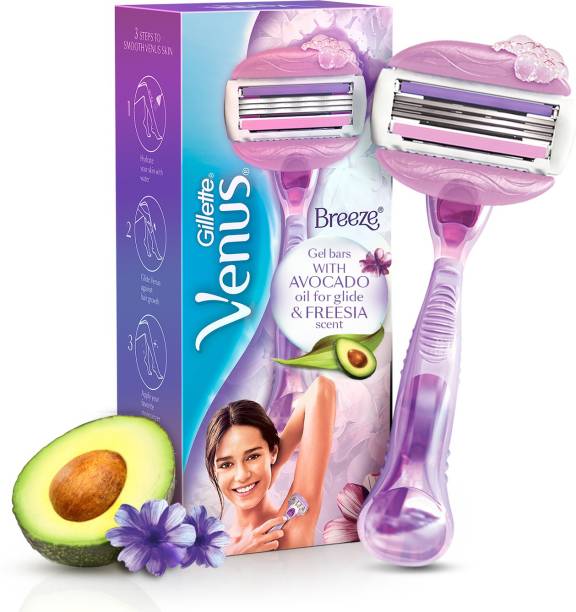 3 STEPS TO
SMOOTH VENUS SKIN
1
Hydrate
your skin with
water
2
Glide Venus
against
hair growth
3
Apply your
favorite
moisturizer
Gillette®
Venus®
Breeze®
Gel bars
WITH
AVOCADO
oil for glide
& FREESIA
scent